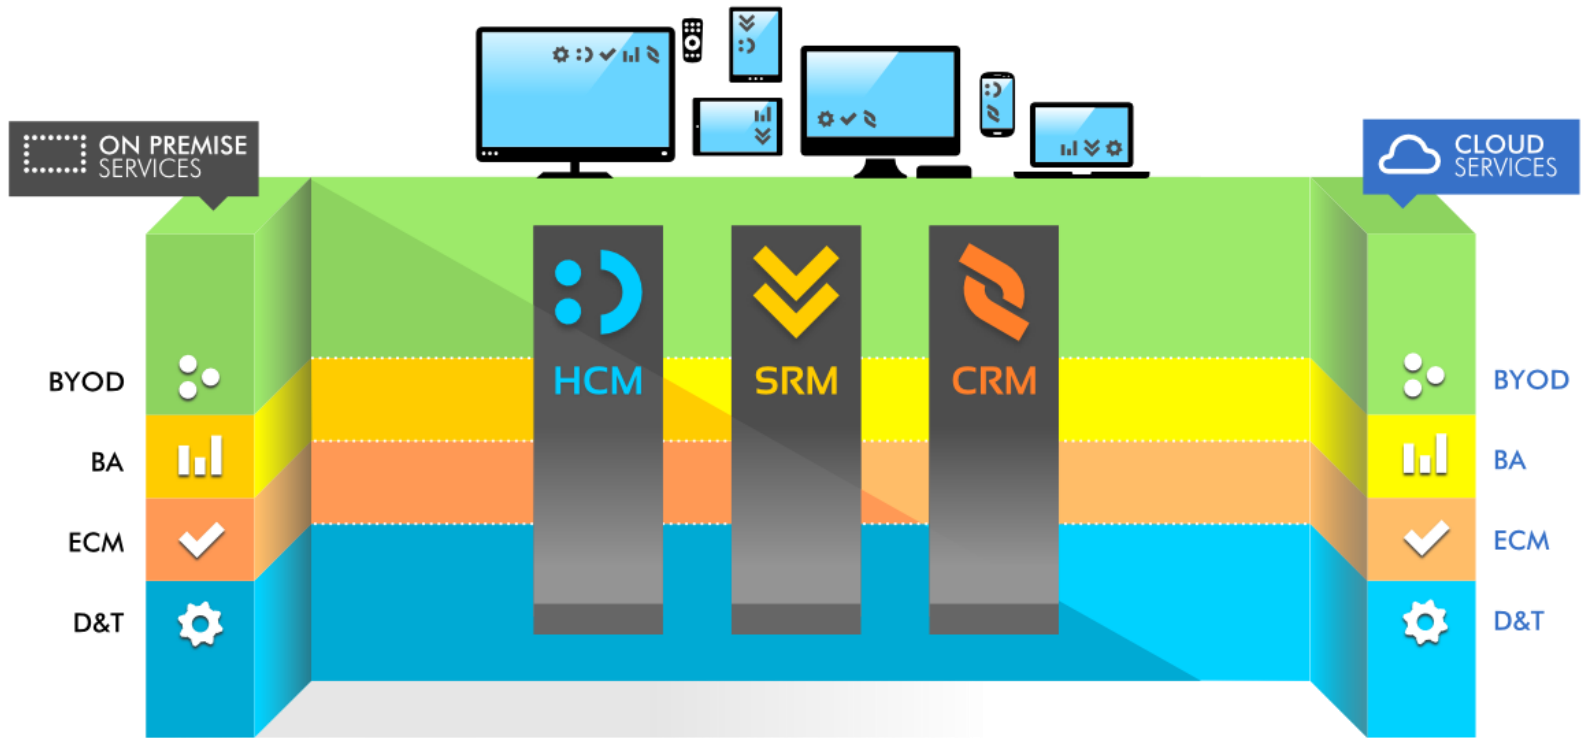 ON PREMISE
SERVICES
CLOUD
SERVICES
HCM
SRM
CRM
BYOD
BA
ECM
D&T
BYOD
BA
ECM
D&T